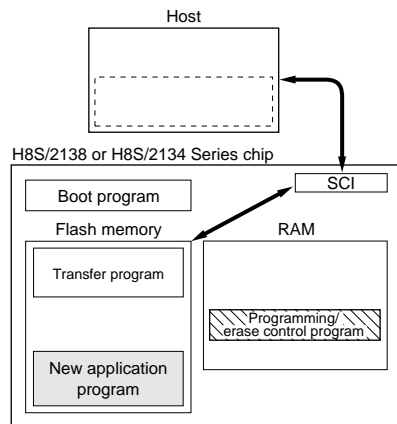 Host
H8S/2138 or H8S/2134 Series chip
SCI
Boot program
Flash memory
RAM
Transfer program
Programming/
erase control program
New application
program